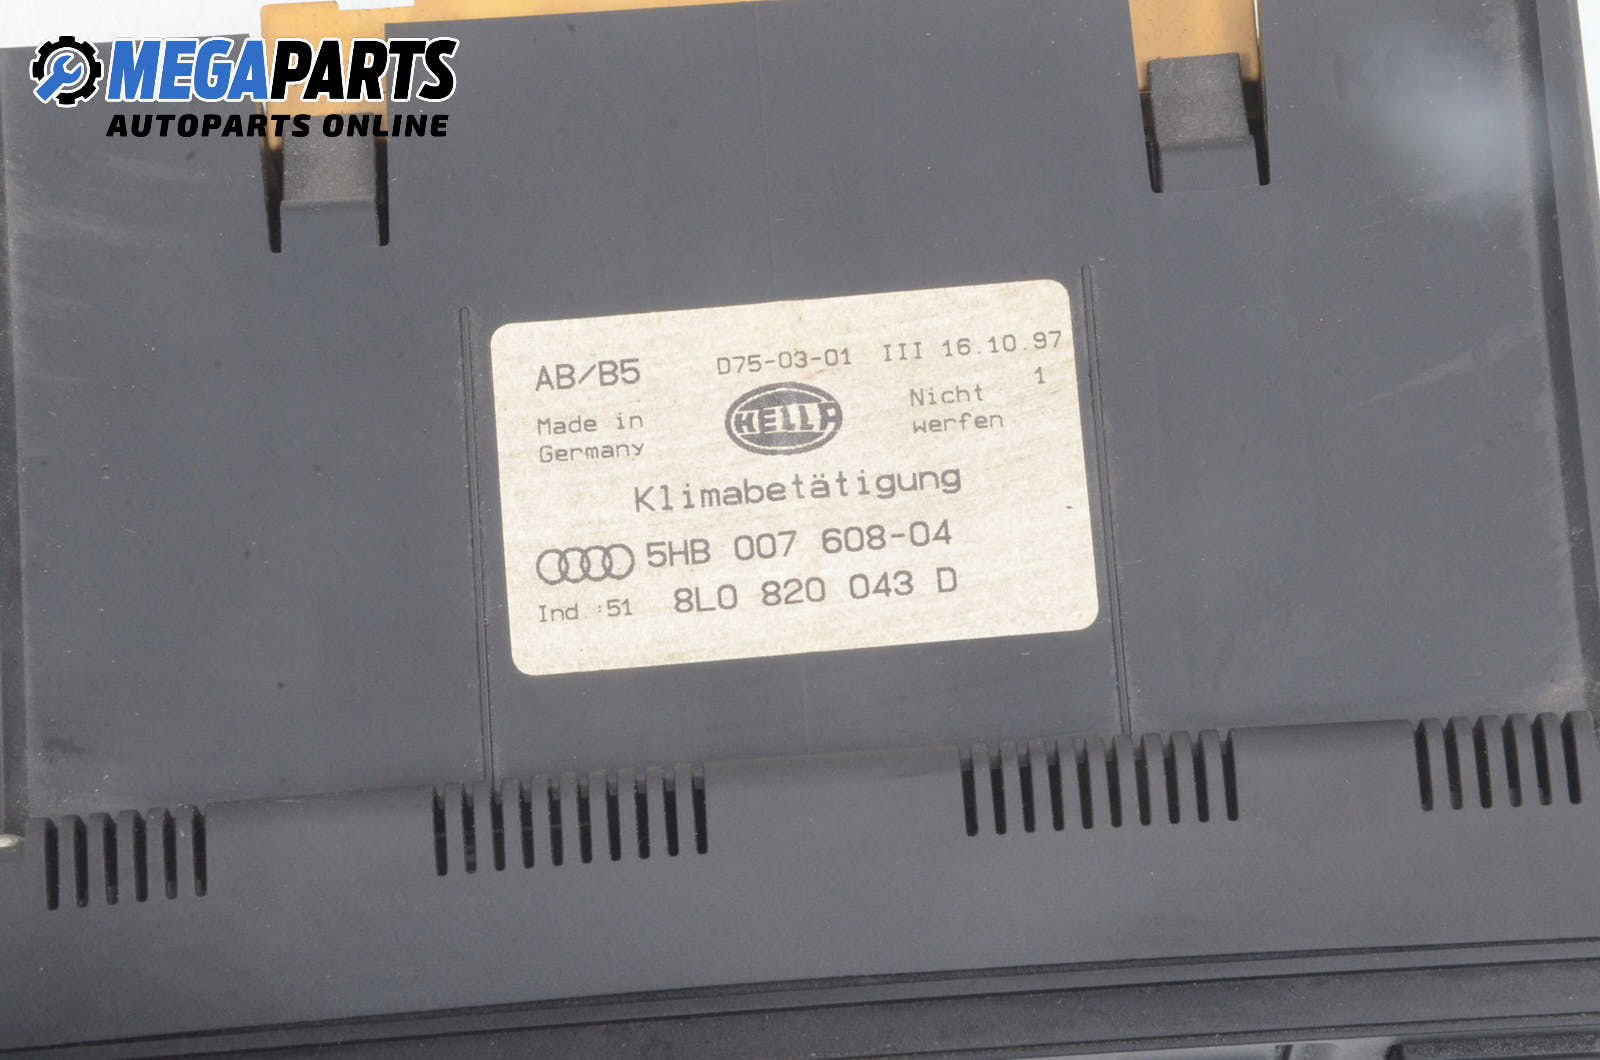 MEGAPARTS
AUTOPARTS ONLINE
AB/B5 D75-03-01 III 16.10.97
Made in Germany
HELLA
Nicht werfen
1
Klimabetätigung
5HB 007 608-04
Ind :51 8L0 820 043 D